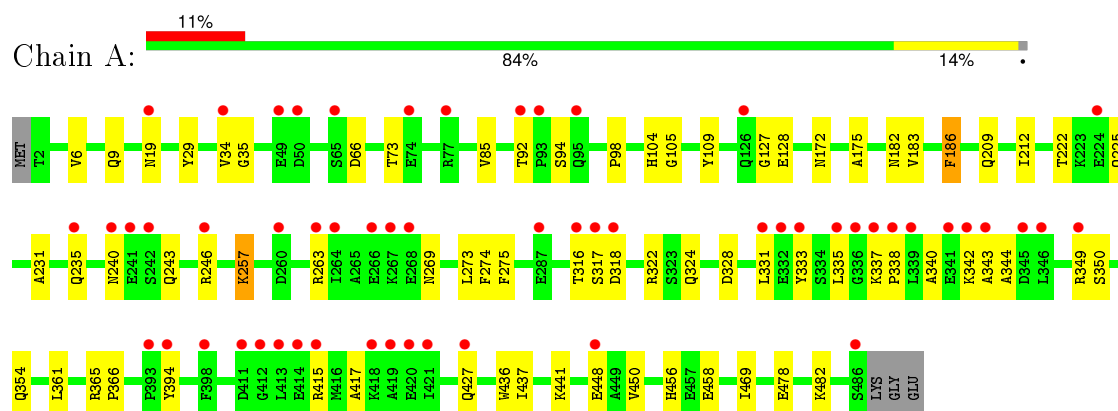 11%
Chain A:
84% 14% •
MET T2 V6 Q9 N19 Y29 V34 G35 E49 D50 S65 D66 T73 E74 R77 V85 T92 P93 S94 Q95 P98 H104 G105 Y109 Q126 G127 E128 N172 A175 N182 V183 F186 Q209 I212 T222 K223 E224 Q225
A231 Q235 N240 E241 S242 Q243 R246 K257 D260 R263 I264 A265 E266 K267 E268 N269 L273 F274 F275 E287 T316 S317 D318 R322 S323 Q324 D328 L331 E332 Y333 S334 L335 G336 K337 P338 L339 A340 E341 K342 A343 A344 D345 L346 R349 S350
Q354 L361 R365 P366 P393 Y394 F398 D411 G412 L413 E414 R415 M416 A417 K418 A419 E420 I421 Q427 W436 I437 K441 E448 A449 V450 H456 E457 E458 I469 E478 K482 S486 LYS GLY GLU